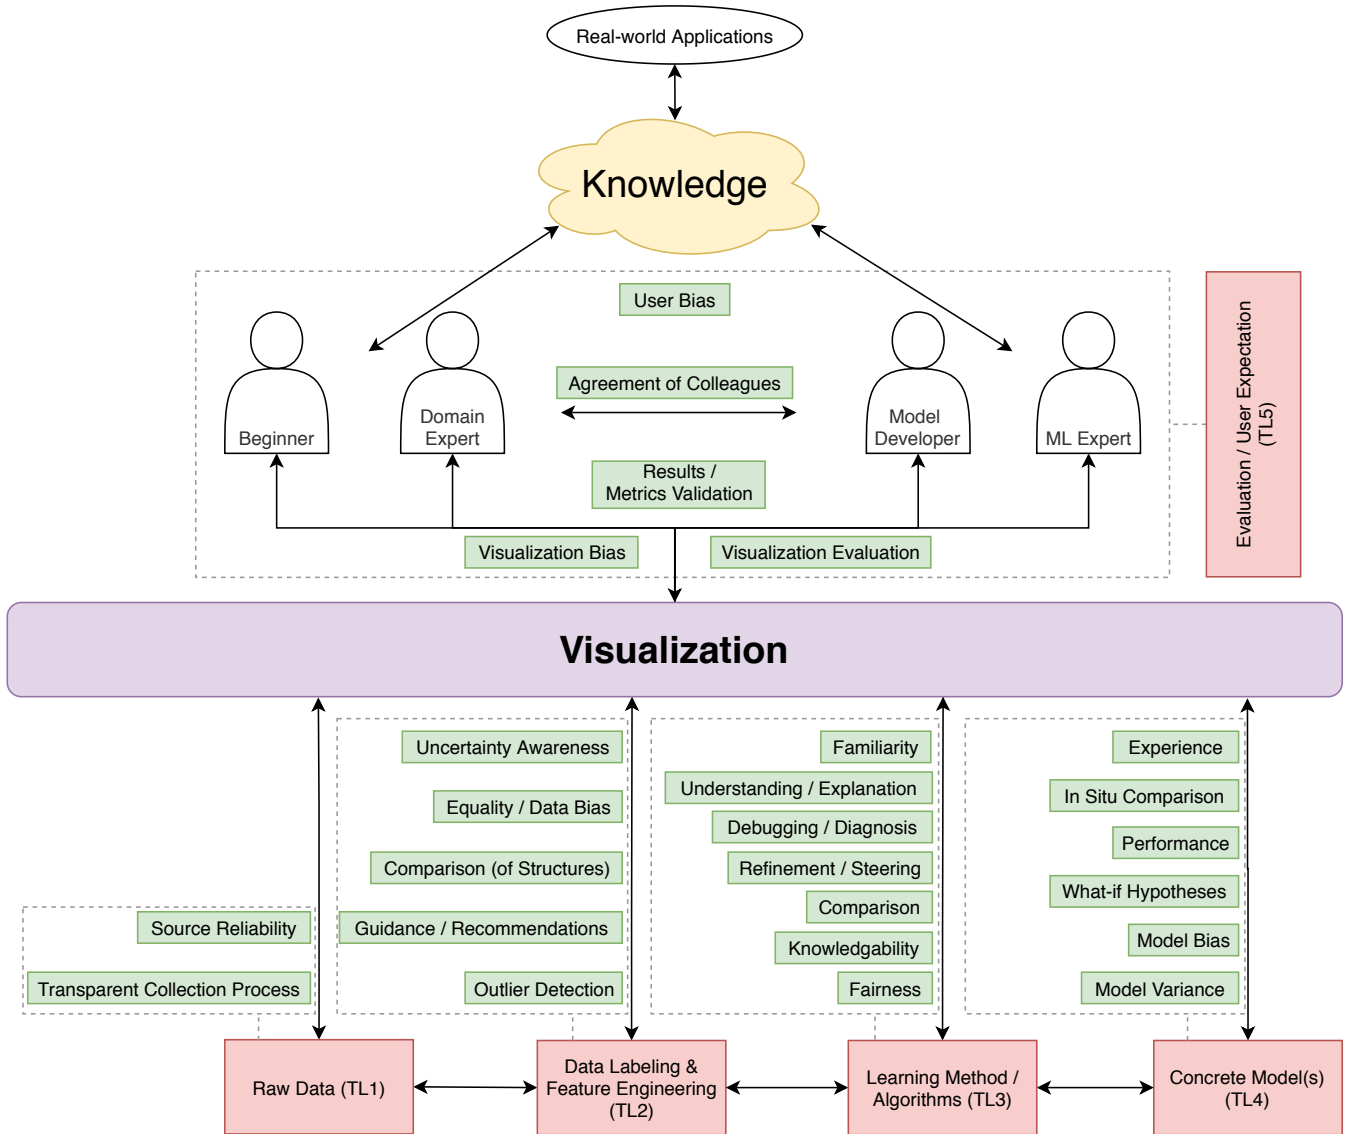 Real-world Applications
Knowledge
User Bias
Agreement of Colleagues
Beginner
Domain
Expert
Model
Developer
ML Expert
Results /
Metrics Validation
Visualization Bias
Visualization Evaluation
Evaluation / User Expectation
(TL5)
Visualization
Source Reliability
Transparent Collection Process
Uncertainty Awareness
Equality / Data Bias
Comparison (of Structures)
Guidance / Recommendations
Outlier Detection
Familiarity
Understanding / Explanation
Debugging / Diagnosis
Refinement / Steering
Comparison
Knowledgability
Fairness
Experience
In Situ Comparison
Performance
What-if Hypotheses
Model Bias
Model Variance
Raw Data (TL1)
Data Labeling &
Feature Engineering
(TL2)
Learning Method /
Algorithms (TL3)
Concrete Model(s)
(TL4)